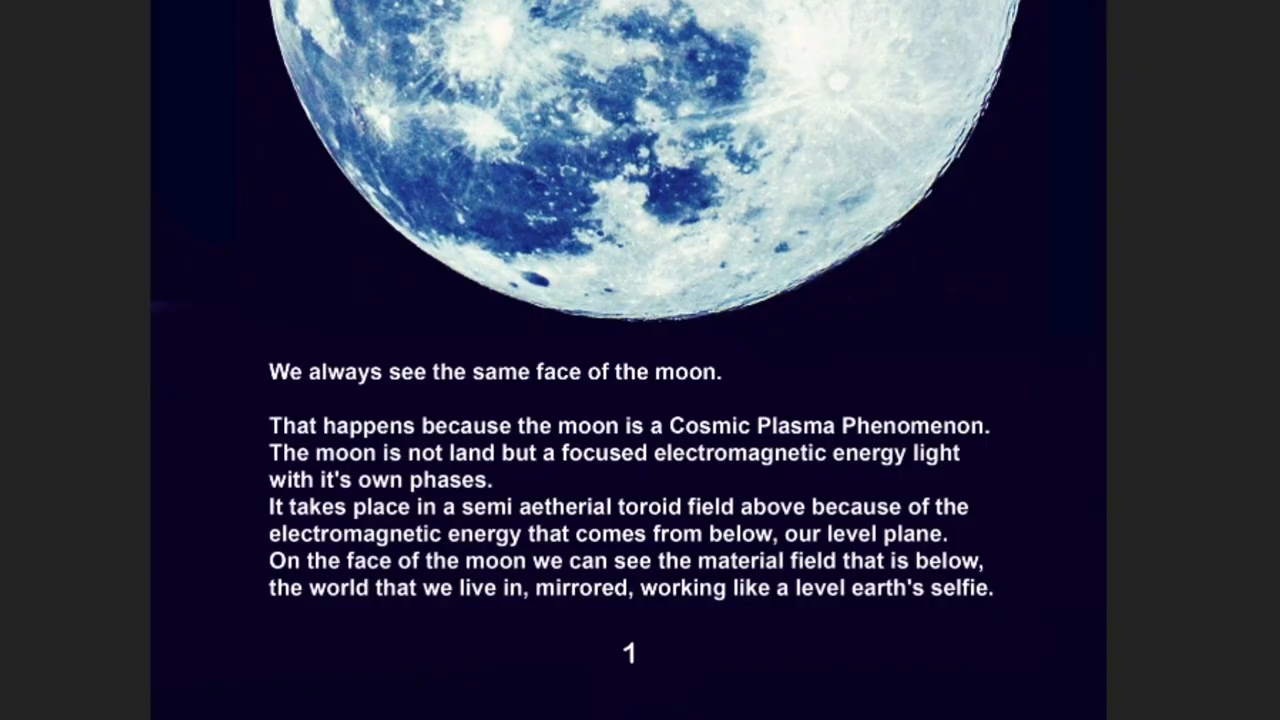 We always see the same face of the moon.
That happens because the moon is a Cosmic Plasma Phenomenon.
The moon is not land but a focused electromagnetic energy light
with it's own phases.
It takes place in a semi aetherial toroid field above because of the
electromagnetic energy that comes from below, our level plane.
On the face of the moon we can see the material field that is below,
the world that we live in, mirrored, working like a level earth's selfie.
1